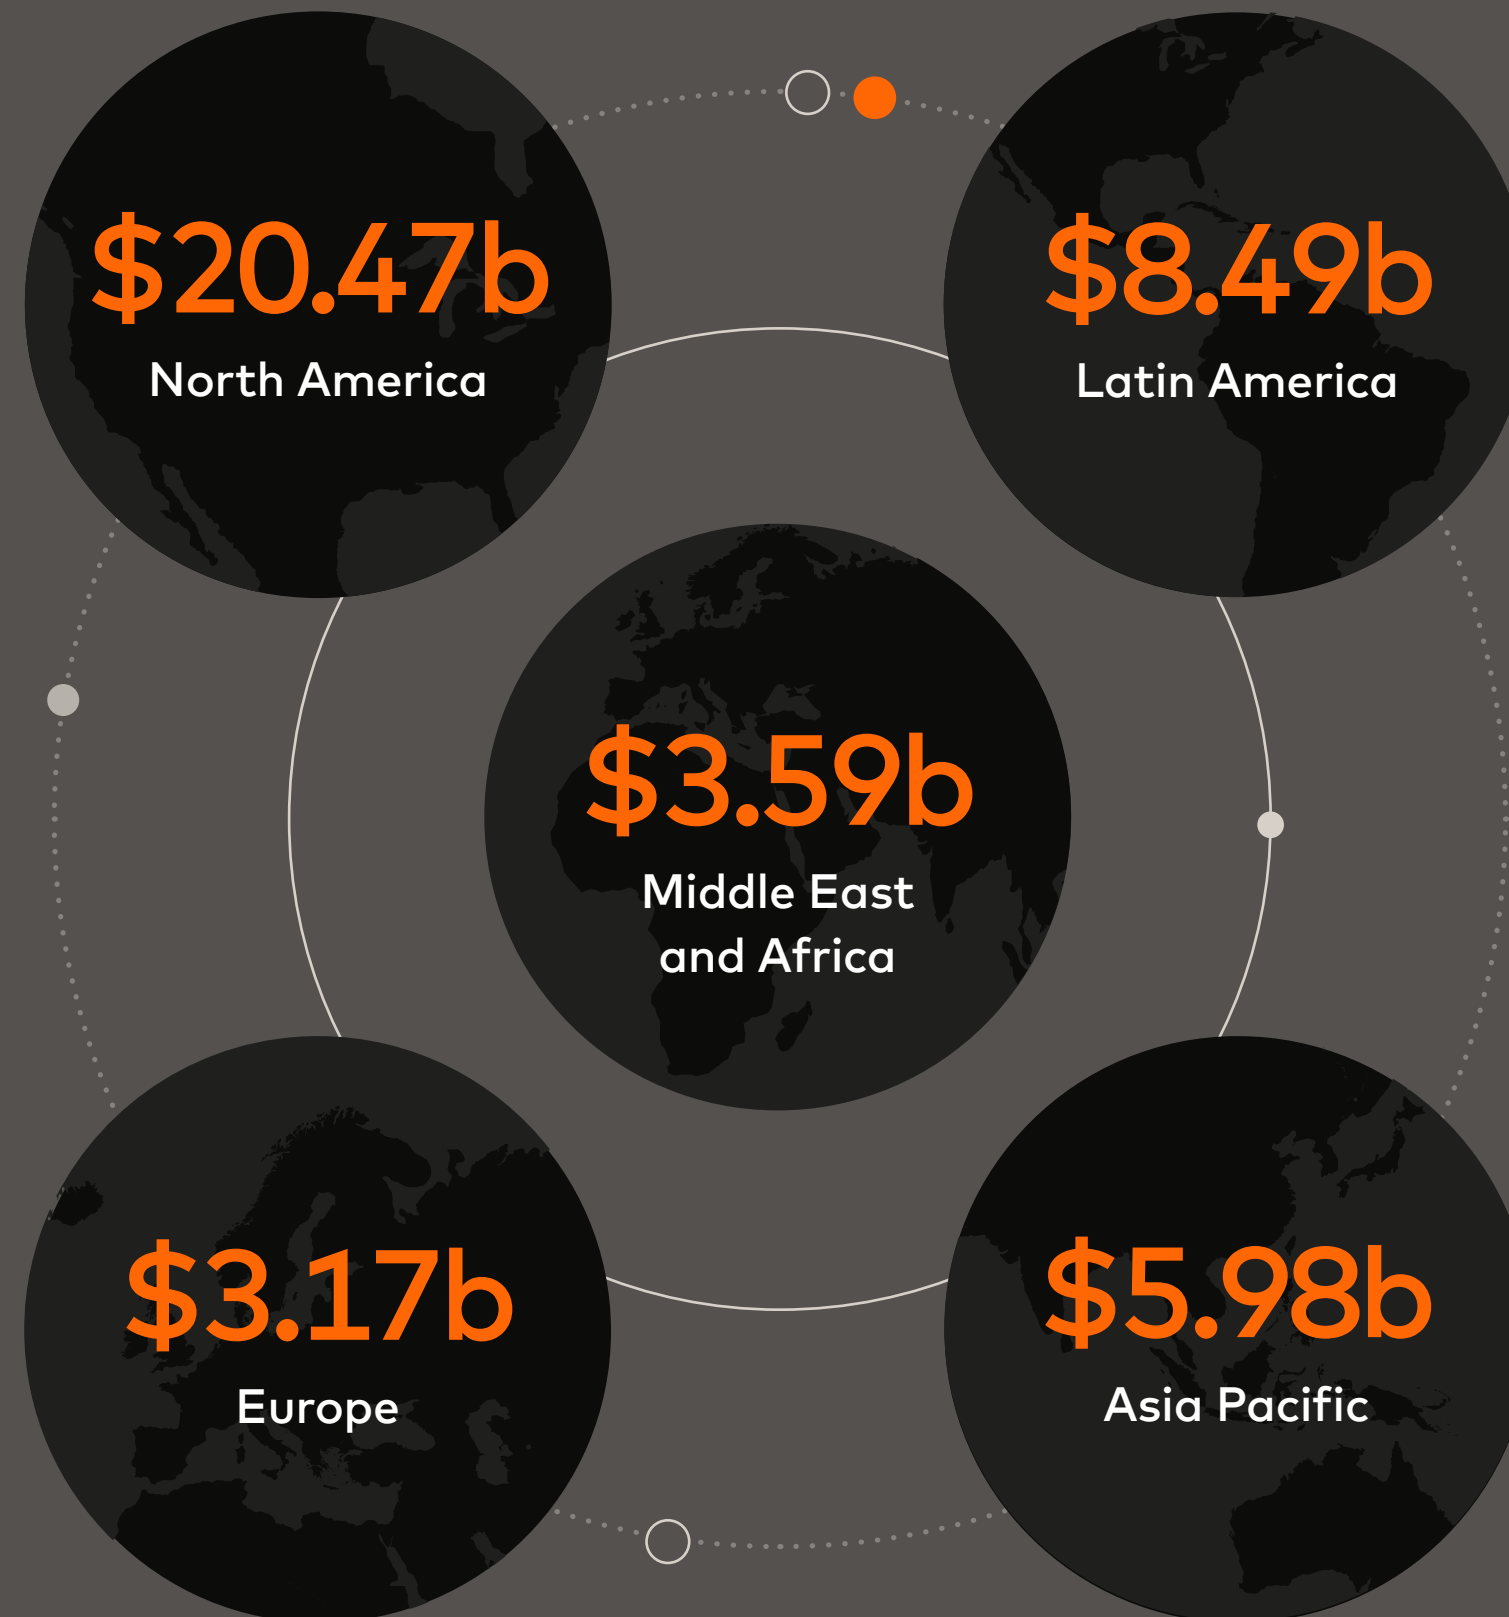 $20.47b
North America
$8.49b
Latin America
$3.59b
Middle East
and Africa
$3.17b
Europe
$5.98b
Asia Pacific